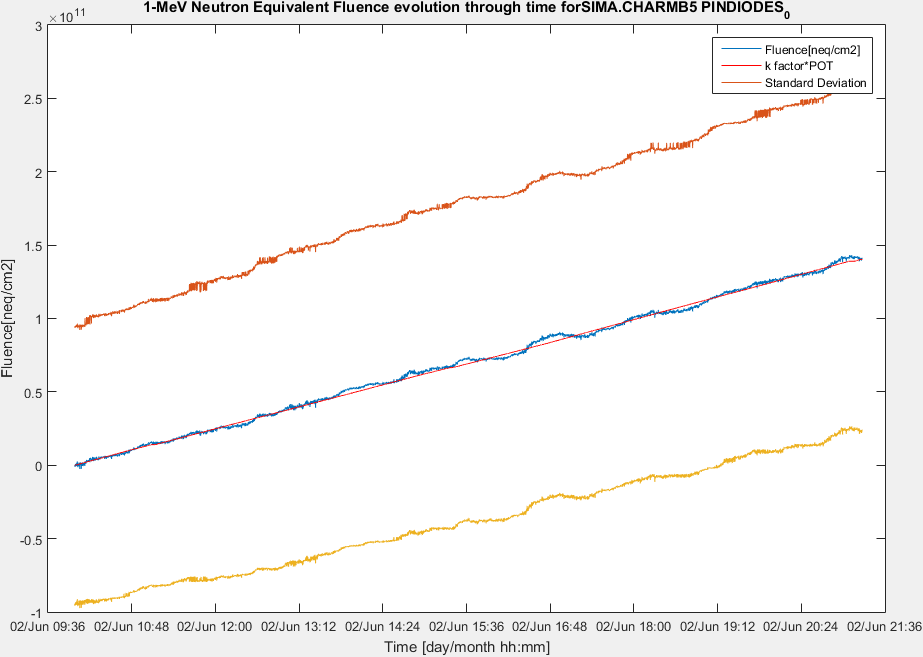 1-MeV Neutron Equivalent Fluence evolution through time forSIMA.CHARMB5 PINDIODES0
× 10^11
Fluence[neq/cm2]
k factor*POT
Standard Deviation
3
2.5
2
1.5
1
0.5
0
-0.5
-1
Fluence[neq/cm2]
02/Jun 09:36 02/Jun 10:48 02/Jun 12:00 02/Jun 13:12 02/Jun 14:24 02/Jun 15:36 02/Jun 16:48 02/Jun 18:00 02/Jun 19:12 02/Jun 20:24 02/Jun 21:36
Time [day/month hh:mm]